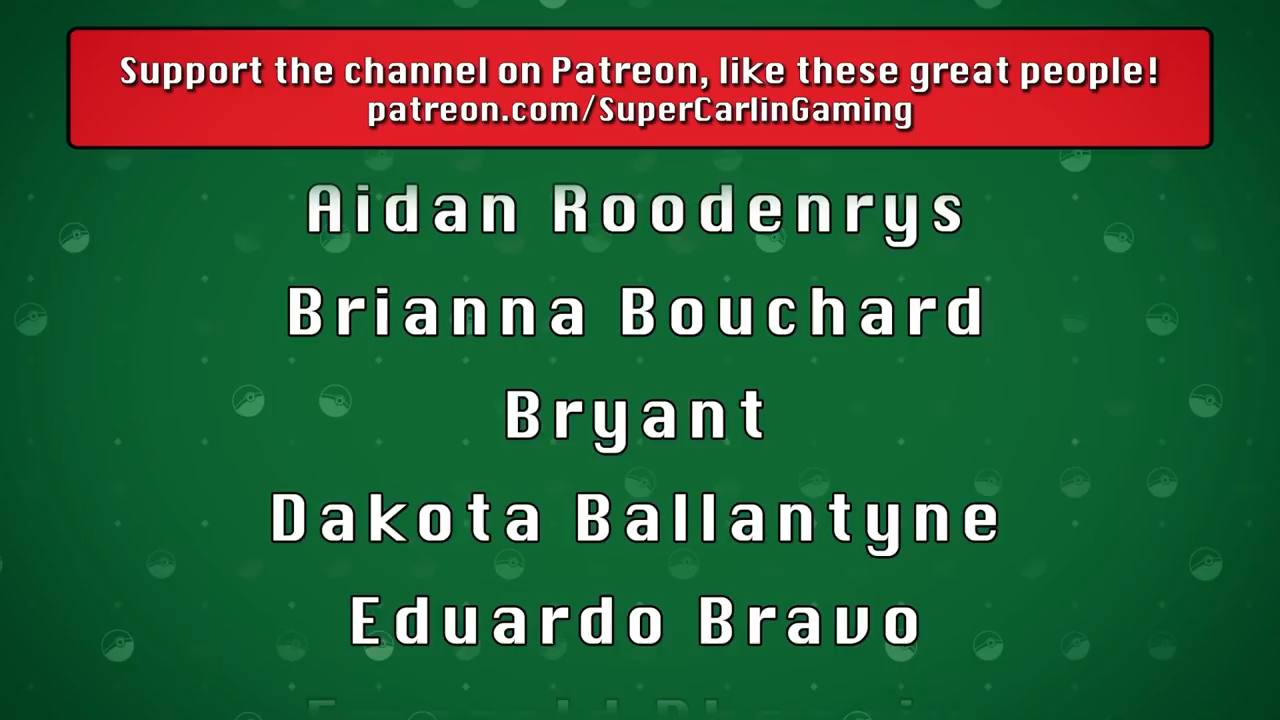 Support the channel on Patreon, like these great people!
patreon.com/SuperCarlinGaming
Aidan Roodenrys
Brianna Bouchard
Bryant
Dakota Ballantyne
Eduardo Bravo